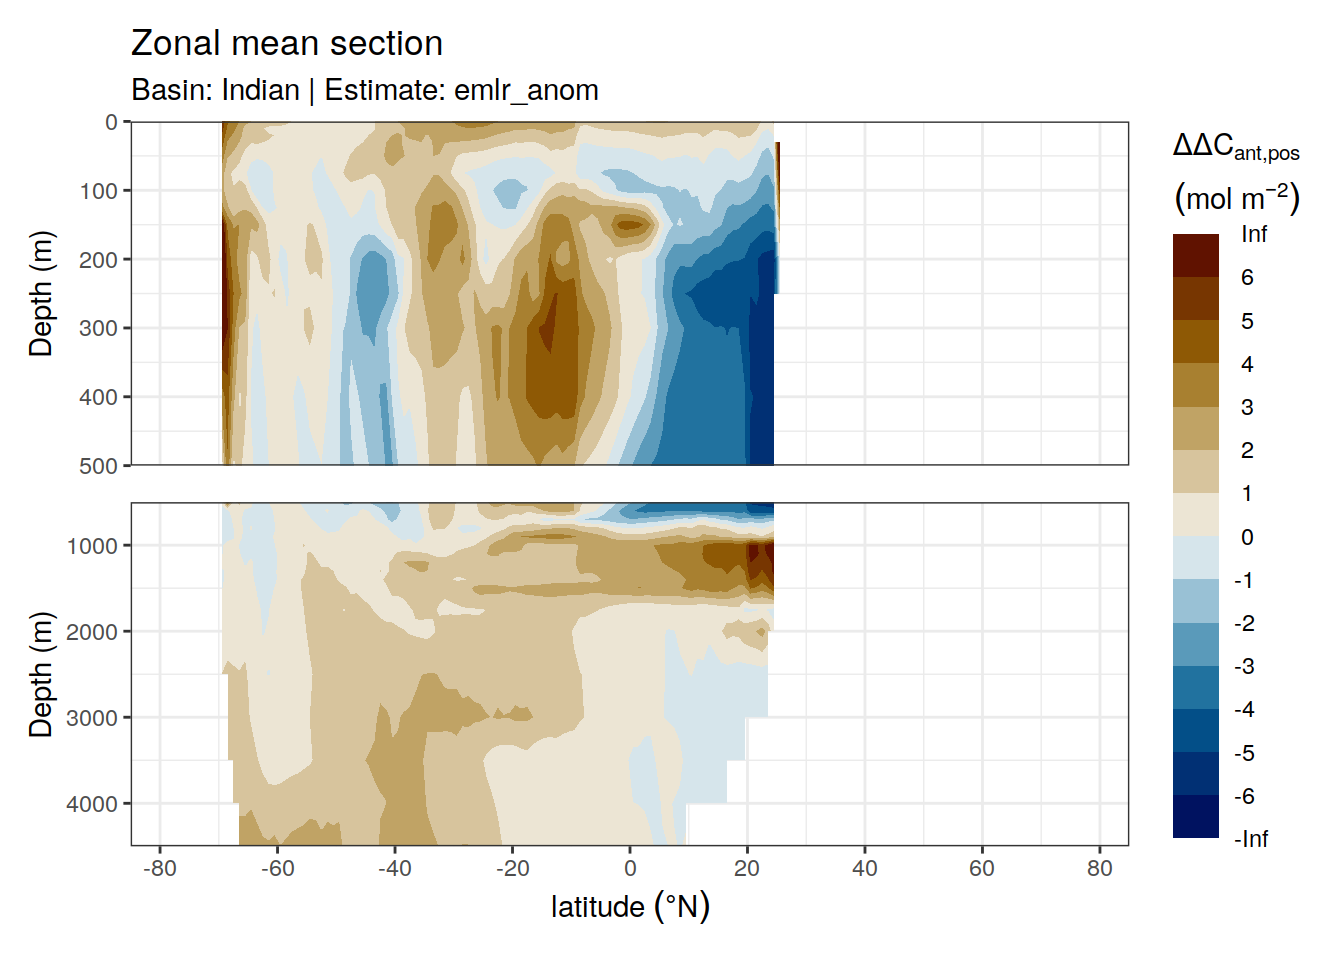 Zonal mean section
Basin: Indian | Estimate: emlr_anom
0
100
200
300
400
500
Depth (m)
1000
2000
3000
4000
Depth (m)
-80 -60 -40 -20 0 20 40 60 80
latitude (°N)
ΔΔC_ant,pos
(mol m⁻²)
Inf
6
5
4
3
2
1
0
-1
-2
-3
-4
-5
-6
-Inf